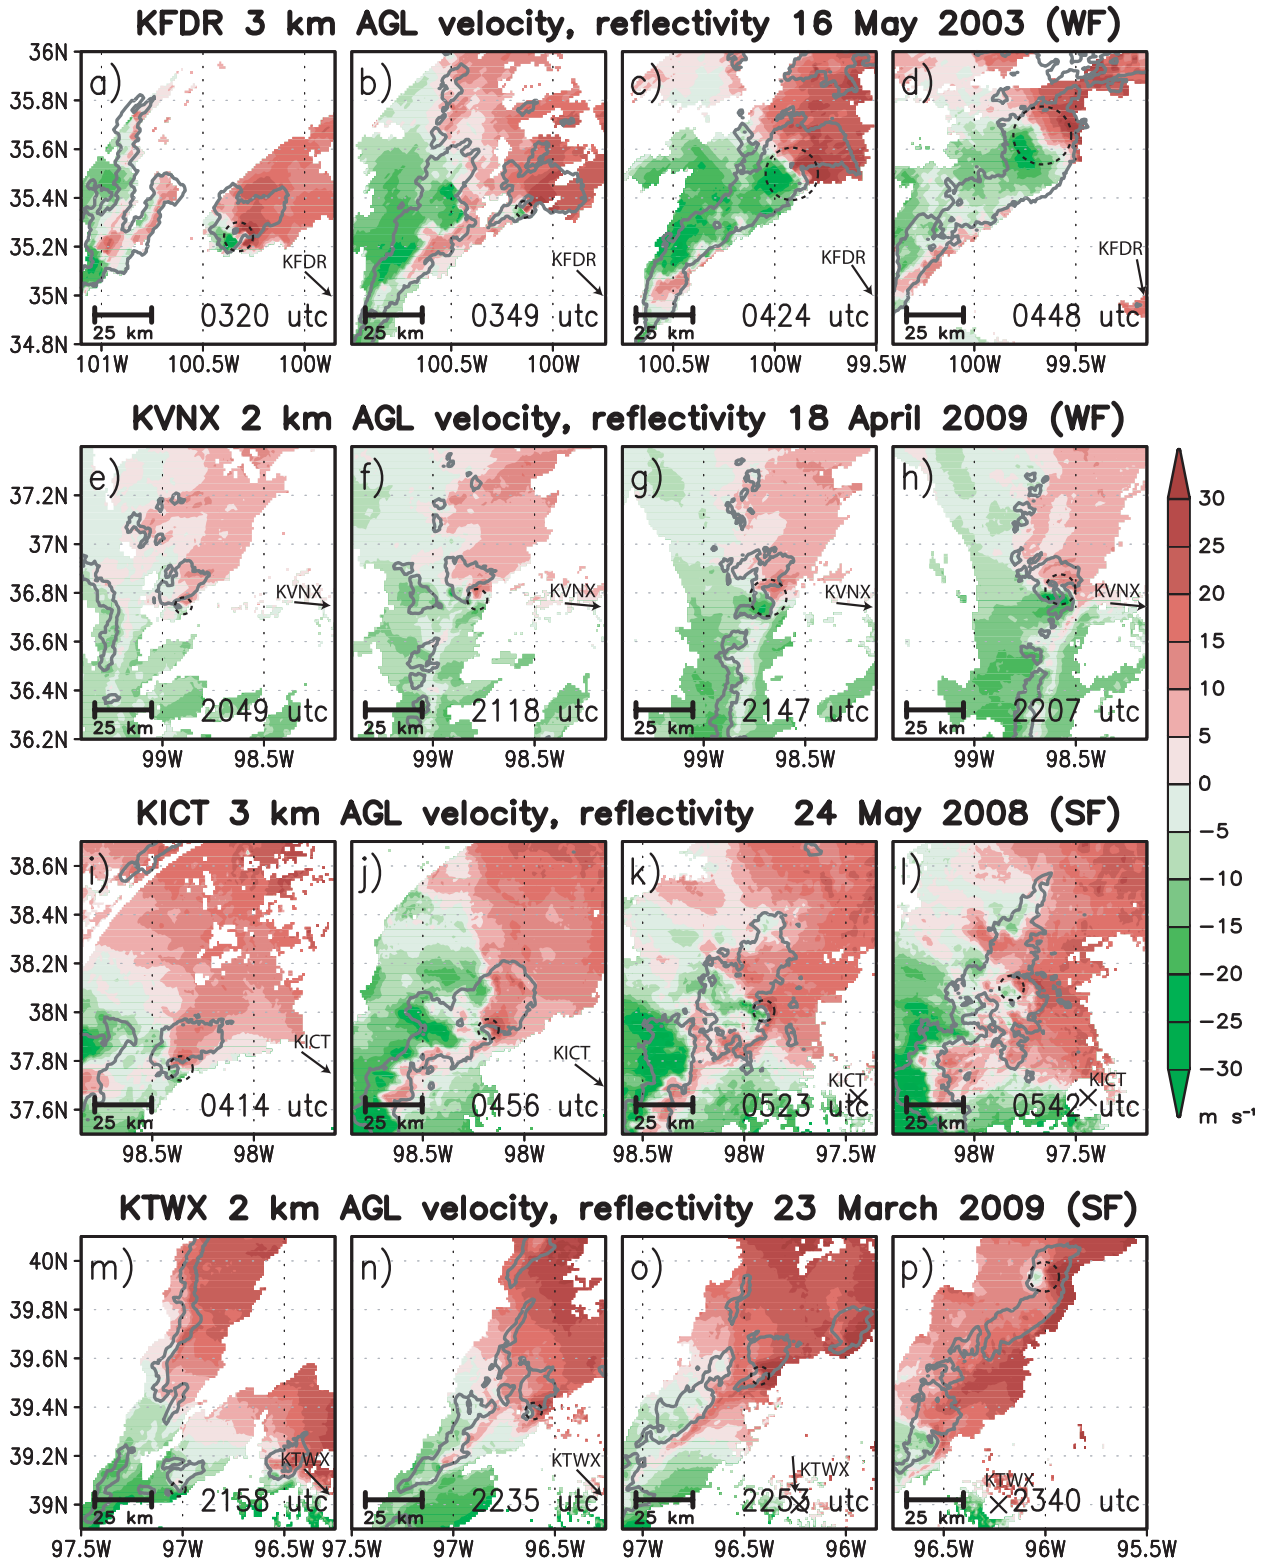 KFDR 3 km AGL velocity, reflectivity 16 May 2003 (WF)
36N
35.8N
35.6N
35.4N
35.2N
35N
34.8N
a) b) c) d)
KFDR KFDR KFDR KFDR
0320 utc 0349 utc 0424 utc 0448 utc
25 km 25 km 25 km 25 km
101W 100.5W 100W 100.5W 100W 100.5W 100W 99.5W 100W 99.5W
KVNX 2 km AGL velocity, reflectivity 18 April 2009 (WF)
37.2N
37N
36.8N
36.6N
36.4N
36.2N
e) f) g) h)
KVNX KVNX KVNX KVNX
2049 utc 2118 utc 2147 utc 2207 utc
25 km 25 km 25 km 25 km
99W 98.5W 99W 98.5W 99W 98.5W 99W 98.5W
30
25
20
15
10
5
0
-5
-10
-15
-20
-25
-30
m s⁻¹
KICT 3 km AGL velocity, reflectivity 24 May 2008 (SF)
38.6N
38.4N
38.2N
38N
37.8N
37.6N
i) j) k) l)
KICT KICT KICT KICT
0414 utc 0456 utc 0523 utc 0542 utc
25 km 25 km 25 km 25 km
98.5W 98W 98.5W 98W 98.5W 98W 97.5W 98W 97.5W
KTWX 2 km AGL velocity, reflectivity 23 March 2009 (SF)
40N
39.8N
39.6N
39.4N
39.2N
39N
m) n) o) p)
KTWX KTWX KTWX KTWX
2158 utc 2235 utc 2253 utc 2340 utc
25 km 25 km 25 km 25 km
97.5W 97W 96.5W 97W 96.5W 97W 96.5W 96W 96.5W 96W 95.5W